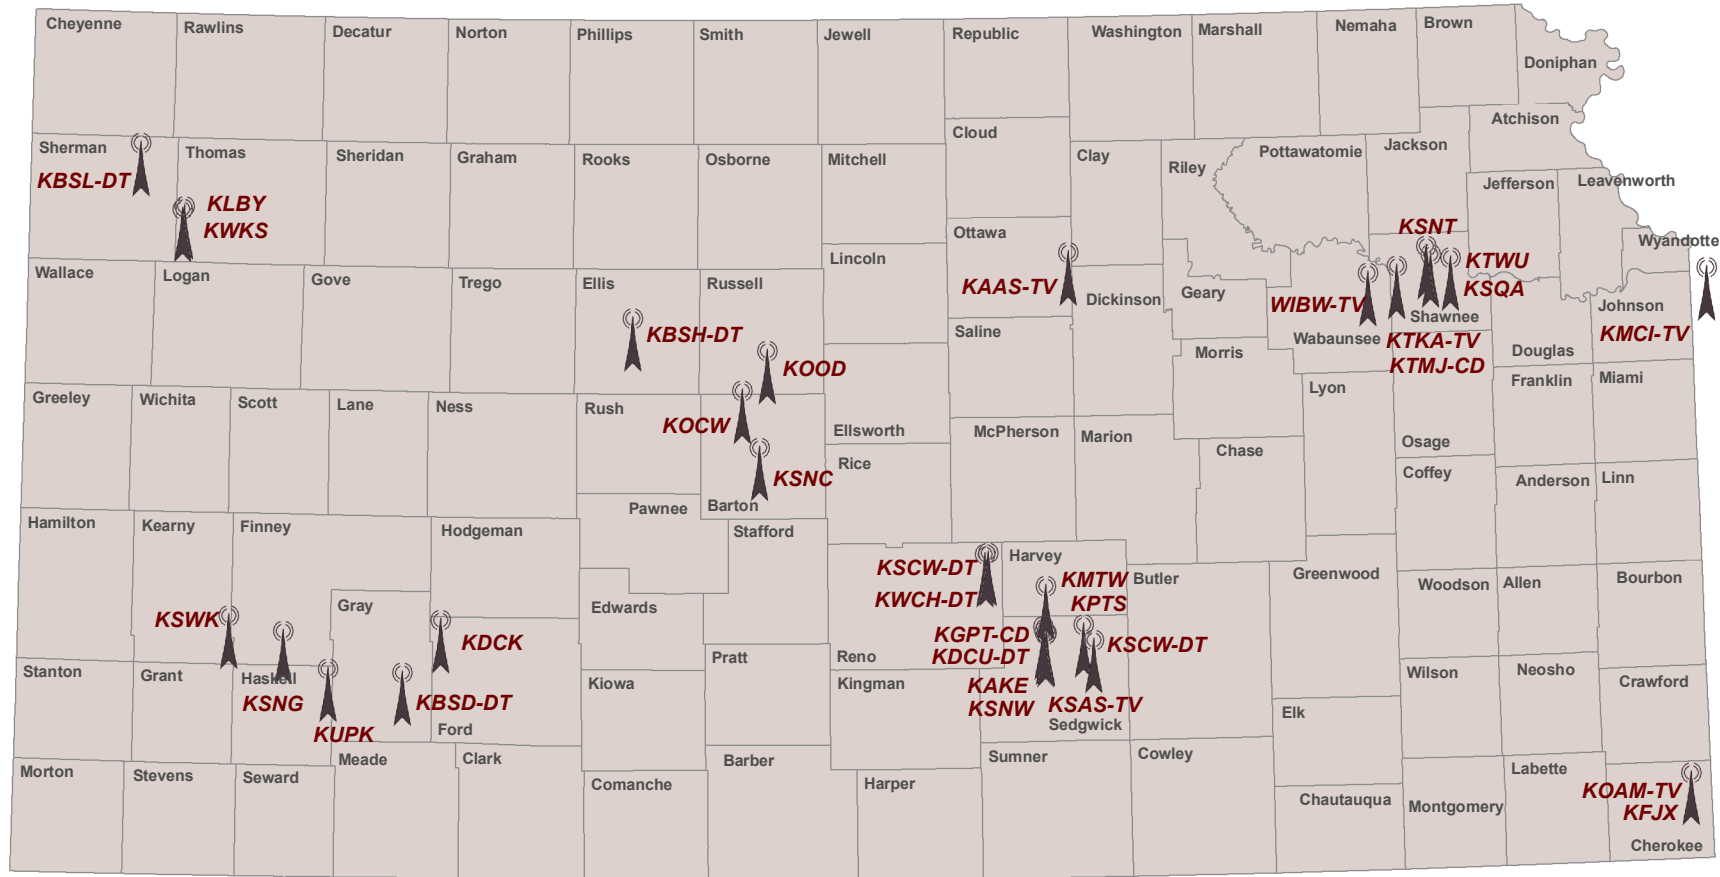 Cheyenne
Rawlins
Decatur
Norton
Phillips
Smith
Jewell
Republic
Washington
Marshall
Nemaha
Brown
Doniphan
Sherman
Thomas
Sheridan
Graham
Rooks
Osborne
Mitchell
Cloud
Clay
Riley
Pottawatomie
Jackson
Atchison
Jefferson
Leavenworth
Wyandotte
KBSL-DT
KLBY
KWKS
Ottawa
KSNT
KTWU
KSQA
KAAS-TV
WIBW-TV
Shawnee
KTKA-TV
KTMJ-CD
Johnson
KMCI-TV
Wallace
Logan
Gove
Trego
Ellis
Russell
Lincoln
Dickinson
Geary
Wabaunsee
Douglas
KBSH-DT
KOOD
KOCW
KSNC
Saline
Morris
Lyon
Franklin
Miami
Greeley
Wichita
Scott
Lane
Ness
Rush
Barton
Ellsworth
Rice
McPherson
Marion
Chase
Osage
Coffey
Anderson
Linn
Hamilton
Kearny
Finney
Hodgeman
Pawnee
Stafford
Harvey
Butler
Greenwood
Woodson
Allen
Bourbon
KSCW-DT
KWCH-DT
KMTW
KPTS
KGPT-CD
KDCU-DT
KAKE
KSNW
KSCW-DT
KSAS-TV
Sedgwick
KSWK
Gray
KDCK
Edwards
Reno
Stanton
Grant
Haskell
KSNG
KUPK
KBSD-DT
Ford
Kiowa
Pratt
Kingman
Elk
Wilson
Neosho
Crawford
Morton
Stevens
Seward
Meade
Clark
Comanche
Barber
Harper
Sumner
Cowley
Chautauqua
Montgomery
Labette
KOAM-TV
KFJX
Cherokee